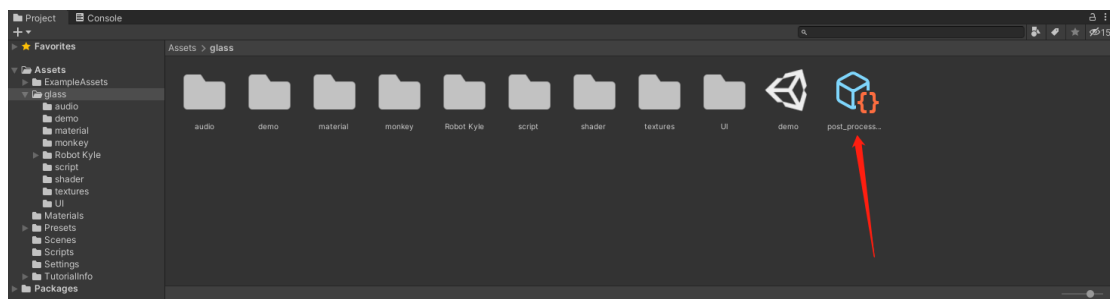 Project Console
Favorites
Assets > glass
Assets
ExampleAssets
glass
audio
demo
material
monkey
Robot Kyle
script
shader
textures
UI
Materials
Presets
Scenes
Scripts
Settings
TutorialInfo
Packages
audio demo material monkey Robot Kyle script shader textures UI demo post_process...
15